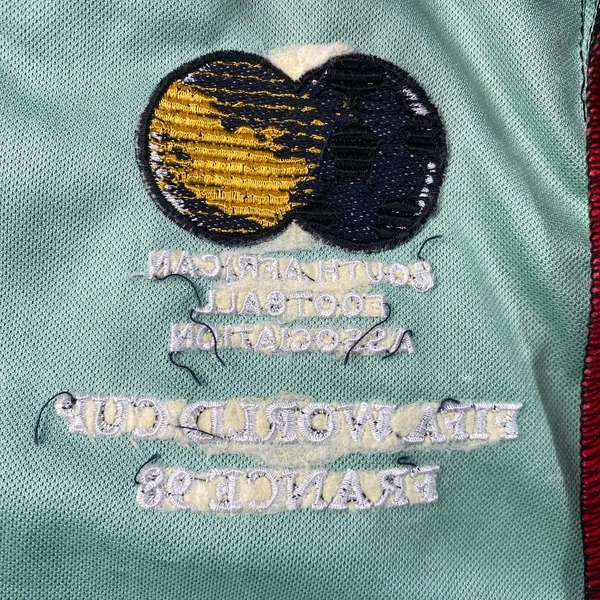 SOUTH AFRICAN
FOOTBALL
ASSOCIATION
FIFA WORLD CUP
FRANCE 98